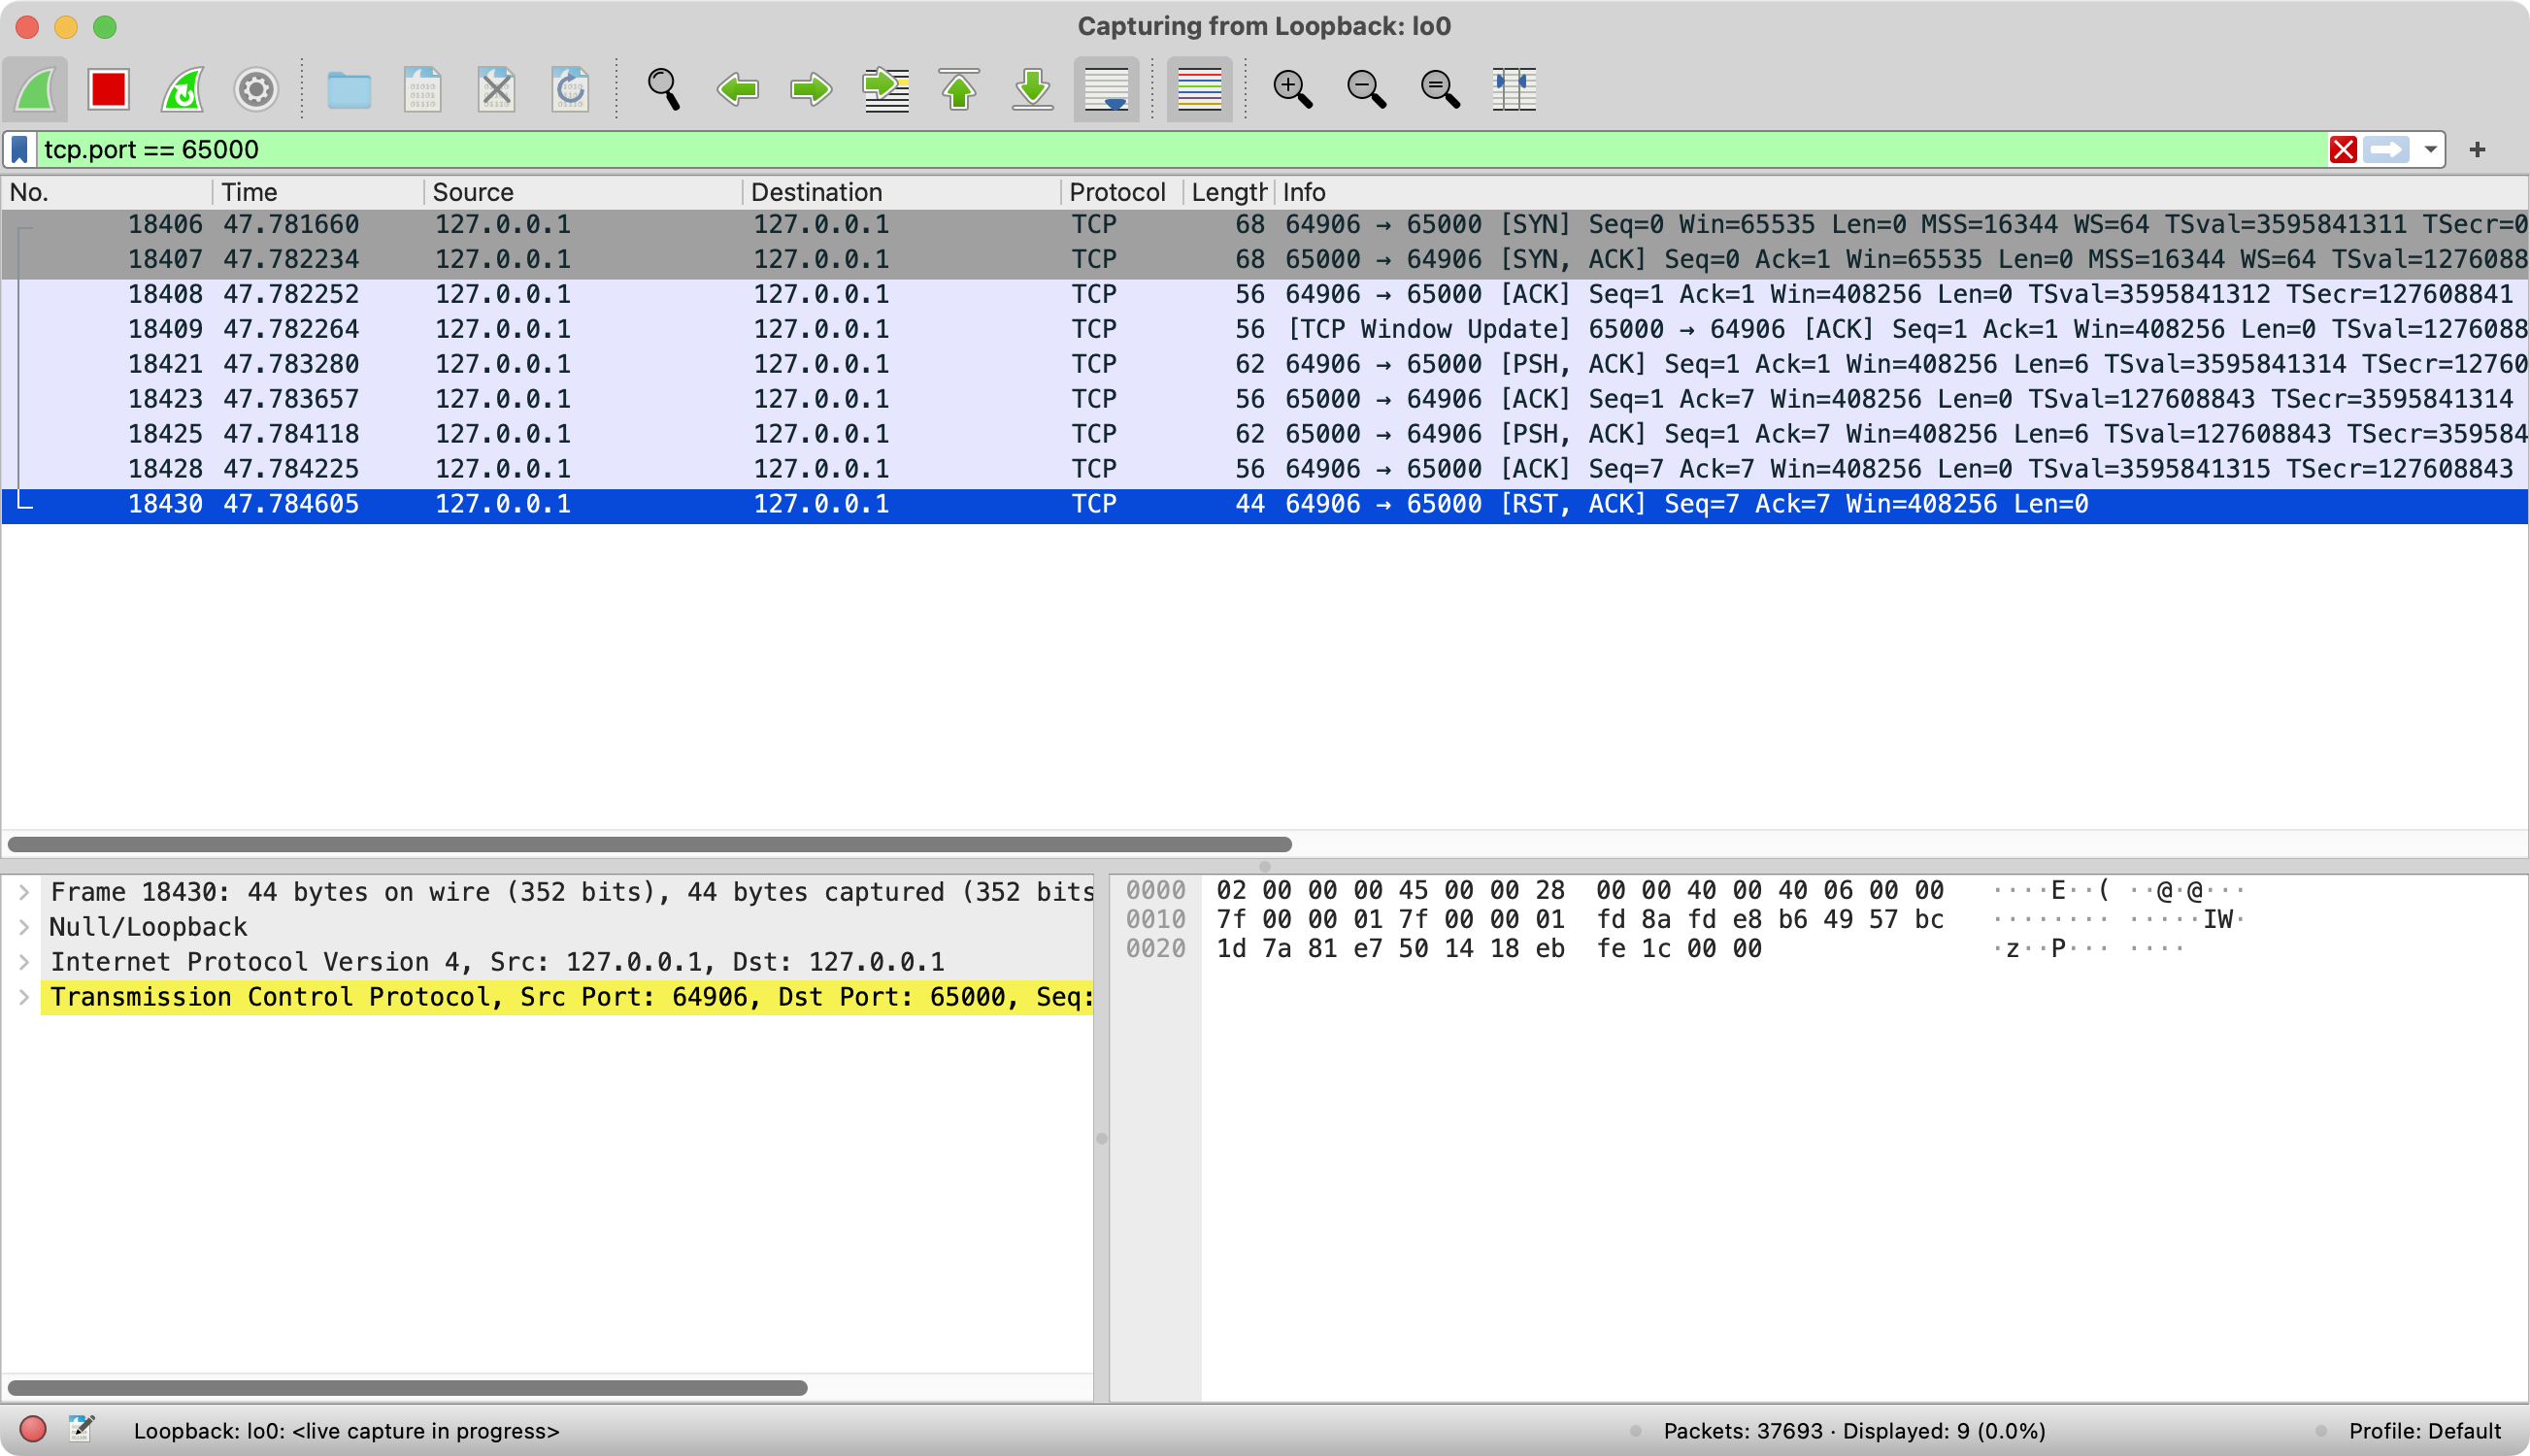 Capturing from Loopback: lo0
tcp.port == 65000
No. Time Source Destination Protocol Length Info
18406 47.781660 127.0.0.1 127.0.0.1 TCP 68 64906 → 65000 [SYN] Seq=0 Win=65535 Len=0 MSS=16344 WS=64 TSval=3595841311 TSecr=0
18407 47.782234 127.0.0.1 127.0.0.1 TCP 68 65000 → 64906 [SYN, ACK] Seq=0 Ack=1 Win=65535 Len=0 MSS=16344 WS=64 TSval=1276088
18408 47.782252 127.0.0.1 127.0.0.1 TCP 56 64906 → 65000 [ACK] Seq=1 Ack=1 Win=408256 Len=0 TSval=3595841312 TSecr=127608841
18409 47.782264 127.0.0.1 127.0.0.1 TCP 56 [TCP Window Update] 65000 → 64906 [ACK] Seq=1 Ack=1 Win=408256 Len=0 TSval=1276088
18421 47.783280 127.0.0.1 127.0.0.1 TCP 62 64906 → 65000 [PSH, ACK] Seq=1 Ack=1 Win=408256 Len=6 TSval=3595841314 TSecr=12760
18423 47.783657 127.0.0.1 127.0.0.1 TCP 56 65000 → 64906 [ACK] Seq=1 Ack=7 Win=408256 Len=0 TSval=127608843 TSecr=3595841314
18425 47.784118 127.0.0.1 127.0.0.1 TCP 62 65000 → 64906 [PSH, ACK] Seq=1 Ack=7 Win=408256 Len=6 TSval=127608843 TSecr=359584
18428 47.784225 127.0.0.1 127.0.0.1 TCP 56 64906 → 65000 [ACK] Seq=7 Ack=7 Win=408256 Len=0 TSval=3595841315 TSecr=127608843
18430 47.784605 127.0.0.1 127.0.0.1 TCP 44 64906 → 65000 [RST, ACK] Seq=7 Ack=7 Win=408256 Len=0
Frame 18430: 44 bytes on wire (352 bits), 44 bytes captured (352 bits
Null/Loopback
Internet Protocol Version 4, Src: 127.0.0.1, Dst: 127.0.0.1
Transmission Control Protocol, Src Port: 64906, Dst Port: 65000, Seq:
0000 02 00 00 00 45 00 00 28 00 00 40 00 40 06 00 00 ····E··( ··@·@···
0010 7f 00 00 01 7f 00 00 01 fd 8a fd e8 b6 49 57 bc ········ ·····IW·
0020 1d 7a 81 e7 50 14 18 eb fe 1c 00 00 ·z··P··· ····
Loopback: lo0: <live capture in progress>
Packets: 37693 · Displayed: 9 (0.0%)
Profile: Default